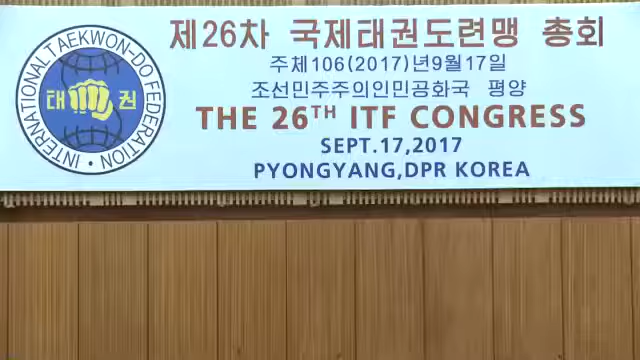 INTERNATIONAL TAEKWON-DO FEDERATION
태 권
제26차 국제태권도련맹 총회
주체106(2017)년9월17일
조선민주주의인민공화국 평양
THE 26TH ITF CONGRESS
SEPT.17,2017
PYONGYANG,DPR KOREA